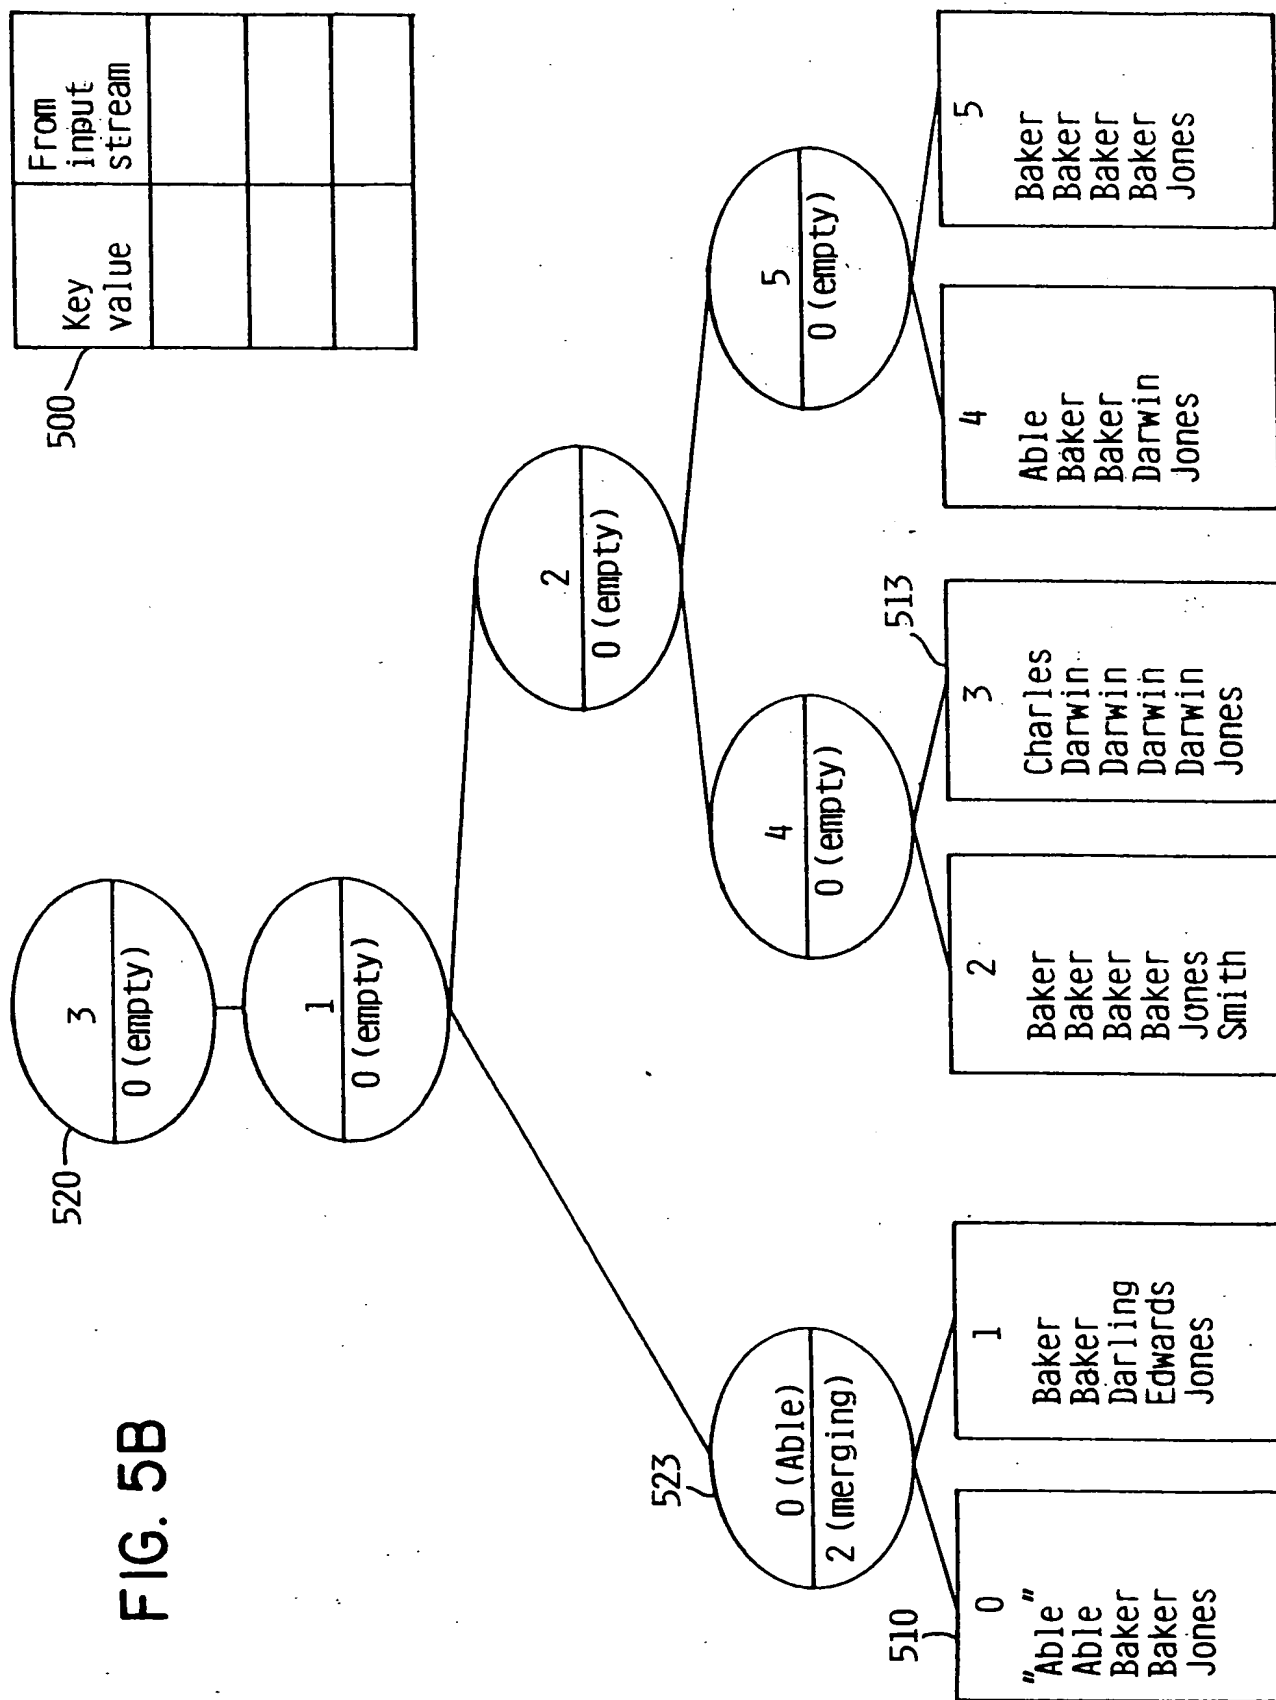 FIG. 5B
500
Key value
From input stream
520
3
0 (empty)
1
0 (empty)
2
0 (empty)
523
0 (Able)
2 (merging)
4
0 (empty)
5
0 (empty)
510
0
"Able"
Able
Baker
Baker
Jones
1
Baker
Baker
Darling
Edwards
Jones
2
Baker
Baker
Baker
Baker
Jones
Smith
513
3
Charles
Darwin
Darwin
Darwin
Darwin
Jones
4
Able
Baker
Baker
Darwin
Jones
5
Baker
Baker
Baker
Baker
Jones